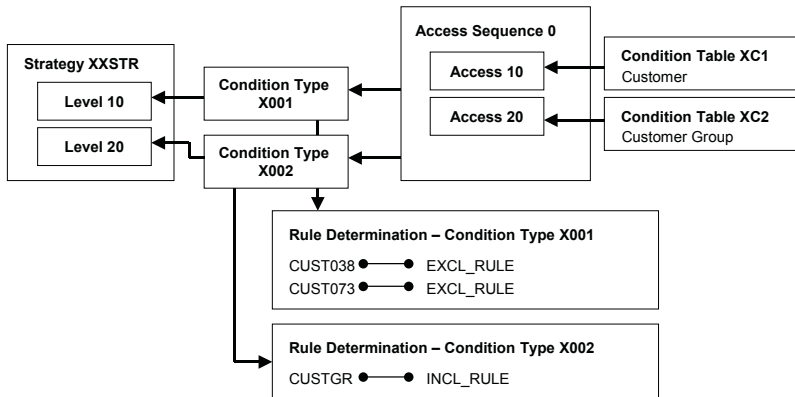 Strategy XXSTR
Level 10
Level 20
Condition Type
X001
Condition Type
X002
Access Sequence 0
Access 10
Access 20
Condition Table XC1
Customer
Condition Table XC2
Customer Group
Rule Determination – Condition Type X001
CUST038 EXCL_RULE
CUST073 EXCL_RULE
Rule Determination – Condition Type X002
CUSTGR INCL_RULE